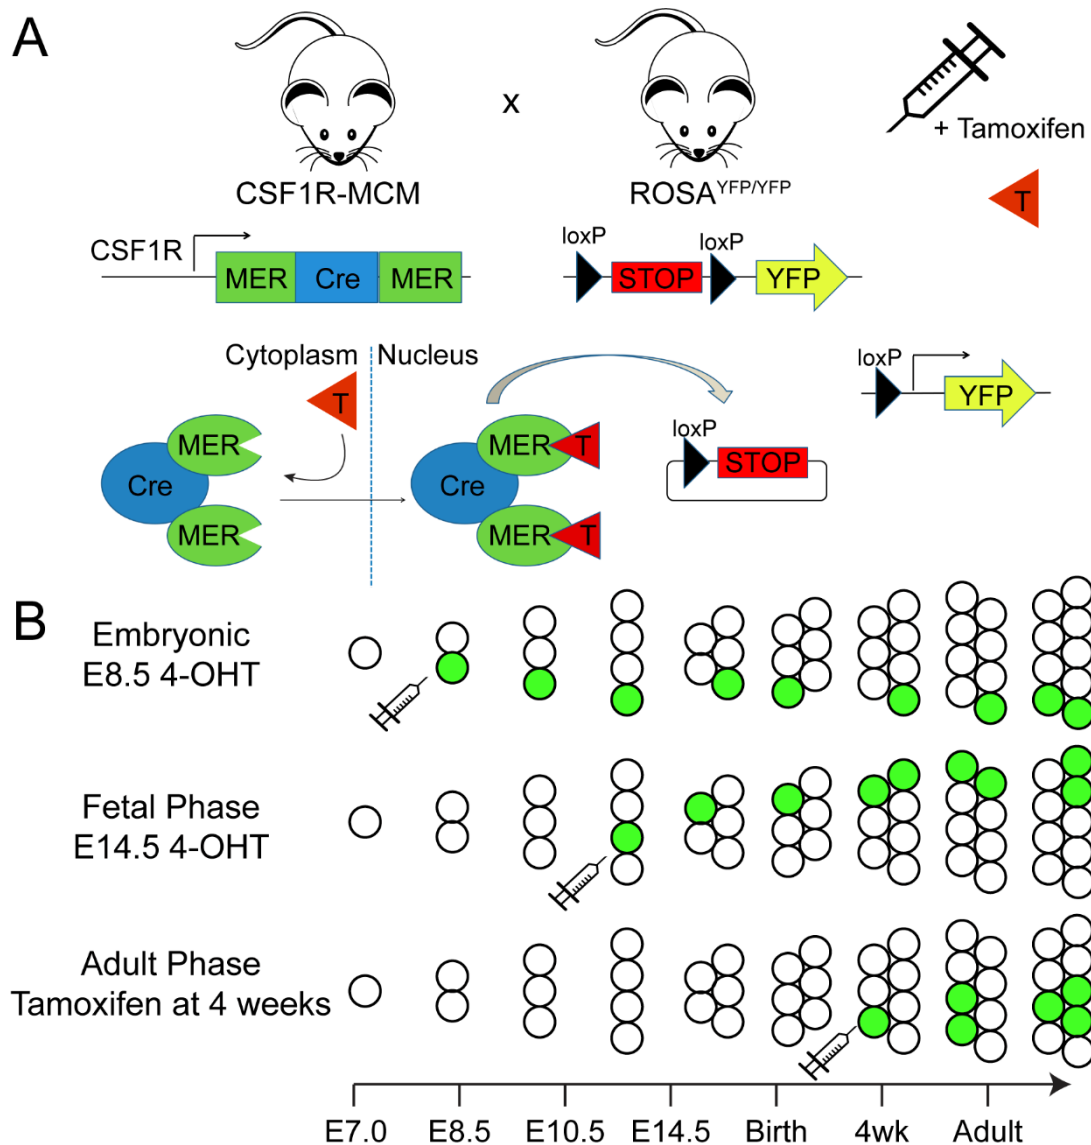 A
x
+ Tamoxifen
CSF1R-MCM
ROSA^YFP/YFP
T
CSF1R
MER Cre MER
loxP loxP
STOP YFP
Cytoplasm Nucleus
T
loxP
YFP
MER
Cre
MER
MER T
Cre
MER T
loxP
STOP
B
Embryonic
E8.5 4-OHT
Fetal Phase
E14.5 4-OHT
Adult Phase
Tamoxifen at 4 weeks
E7.0 E8.5 E10.5 E14.5 Birth 4wk Adult